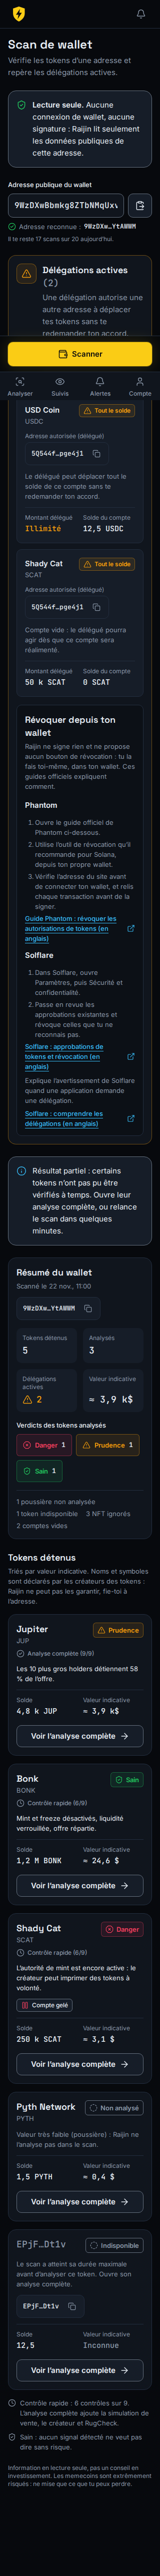 Scan de wallet
Vérifie les tokens d'une adresse et
repère les délégations actives.
Lecture seule. Aucune
connexion de wallet, aucune
signature : Raijin lit seulement
les données publiques de
cette adresse.
Adresse publique du wallet
Adresse reconnue : 9WzDXw…YtAWWM
Il te reste 17 scans sur 20 aujourd'hui.
Délégations actives
(2)
Une délégation autorise une
autre adresse à déplacer
tes tokens sans te
redemander ton accord.
Scanner
Analyser
Suivis
Alertes
Compte
USD Coin
Tout le solde
USDC
Adresse autorisée (délégué)
5Q544f…pge4j1
Le délégué peut déplacer tout le
solde de ce compte sans te
redemander ton accord.
Montant délégué
Solde du compte
Illimité
12,5 USDC
Shady Cat
Tout le solde
SCAT
Adresse autorisée (délégué)
5Q544f…pge4j1
Compte vide : le délégué pourra
agir dès que ce compte sera
réalimenté.
Montant délégué
Solde du compte
50 k SCAT
0 SCAT
Révoquer depuis ton
wallet
Raijin ne signe rien et ne propose
aucun bouton de révocation : tu la
fais toi-même, dans ton wallet. Ces
guides officiels expliquent
comment.
Phantom
1. Ouvre le guide officiel de
Phantom ci-dessous.
2. Utilise l'outil de révocation qu'il
recommande pour Solana,
depuis ton propre wallet.
3. Vérifie l'adresse du site avant
de connecter ton wallet, et relis
chaque transaction avant de la
signer.
Guide Phantom : révoquer les
autorisations de tokens (en
anglais)
Solflare
1. Dans Solflare, ouvre
Paramètres, puis Sécurité et
confidentialité.
2. Passe en revue les
approbations existantes et
révoque celles que tu ne
reconnais pas.
Solflare : approbations de
tokens et révocation (en
anglais)
Explique l'avertissement de Solflare
quand une application demande
une délégation.
Solflare : comprendre les
délégations (en anglais)
Résultat partiel : certains
tokens n'ont pas pu être
vérifiés à temps. Ouvre leur
analyse complète, ou relance
le scan dans quelques
minutes.
Résumé du wallet
Scanné le 22 nov., 11:00
9WzDXw…YtAWWM
Tokens détenus
Analysés
5
3
Délégations
actives
Valeur indicative
2
≈ 3,9 k$
Verdicts des tokens analysés
Danger 1
Prudence 1
Sain 1
1 poussière non analysée
1 token indisponible
3 NFT ignorés
2 comptes vides
Tokens détenus
Triés par valeur indicative. Noms et symboles
sont déclarés par les créateurs des tokens :
Raijin ne peut pas les garantir, fie-toi à
l'adresse.
Jupiter
Prudence
JUP
Analyse complète (9/9)
Les 10 plus gros holders détiennent 58
% de l'offre.
Solde
Valeur indicative
4,8 k JUP
≈ 3,9 k$
Voir l'analyse complète
Bonk
Sain
BONK
Contrôle rapide (6/9)
Mint et freeze désactivés, liquidité
verrouillée, offre répartie.
Solde
Valeur indicative
1,2 M BONK
≈ 24,6 $
Voir l'analyse complète
Shady Cat
Danger
SCAT
Contrôle rapide (6/9)
L'autorité de mint est encore active : le
créateur peut imprimer des tokens à
volonté.
Compte gelé
Solde
Valeur indicative
250 k SCAT
≈ 3,1 $
Voir l'analyse complète
Pyth Network
Non analysé
PYTH
Valeur très faible (poussière) : Raijin ne
l'analyse pas dans le scan.
Solde
Valeur indicative
1,5 PYTH
≈ 0,4 $
Voir l'analyse complète
EPjF…Dt1v
Indisponible
Le scan a atteint sa durée maximale
avant d'analyser ce token. Ouvre son
analyse complète.
EPjF…Dt1v
Solde
Valeur indicative
12,5
Inconnue
Voir l'analyse complète
Contrôle rapide : 6 contrôles sur 9.
L'analyse complète ajoute la simulation de
vente, le créateur et RugCheck.
Sain : aucun signal détecté ne veut pas
dire sans risque.
Information en lecture seule, pas un conseil en
investissement. Les memecoins sont extrêmement
risqués : ne mise que ce que tu peux perdre.